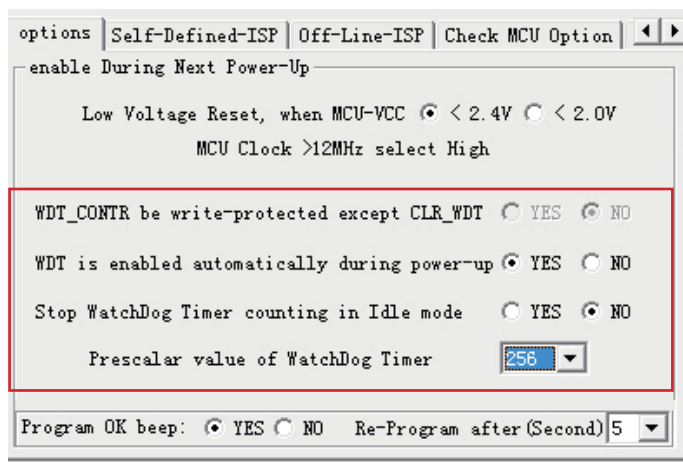 options Self-Defined-ISP Off-Line-ISP Check MCU Option
enable During Next Power-Up
Low Voltage Reset, when MCU-VCC < 2.4V < 2.0V
MCU Clock >12MHz select High
WDT_CONTR be write-protected except CLR_WDT YES NO
WDT is enabled automatically during power-up YES NO
Stop WatchDog Timer counting in Idle mode YES NO
Prescalar value of WatchDog Timer 256
Program OK beep: YES NO Re-Program after(Second) 5